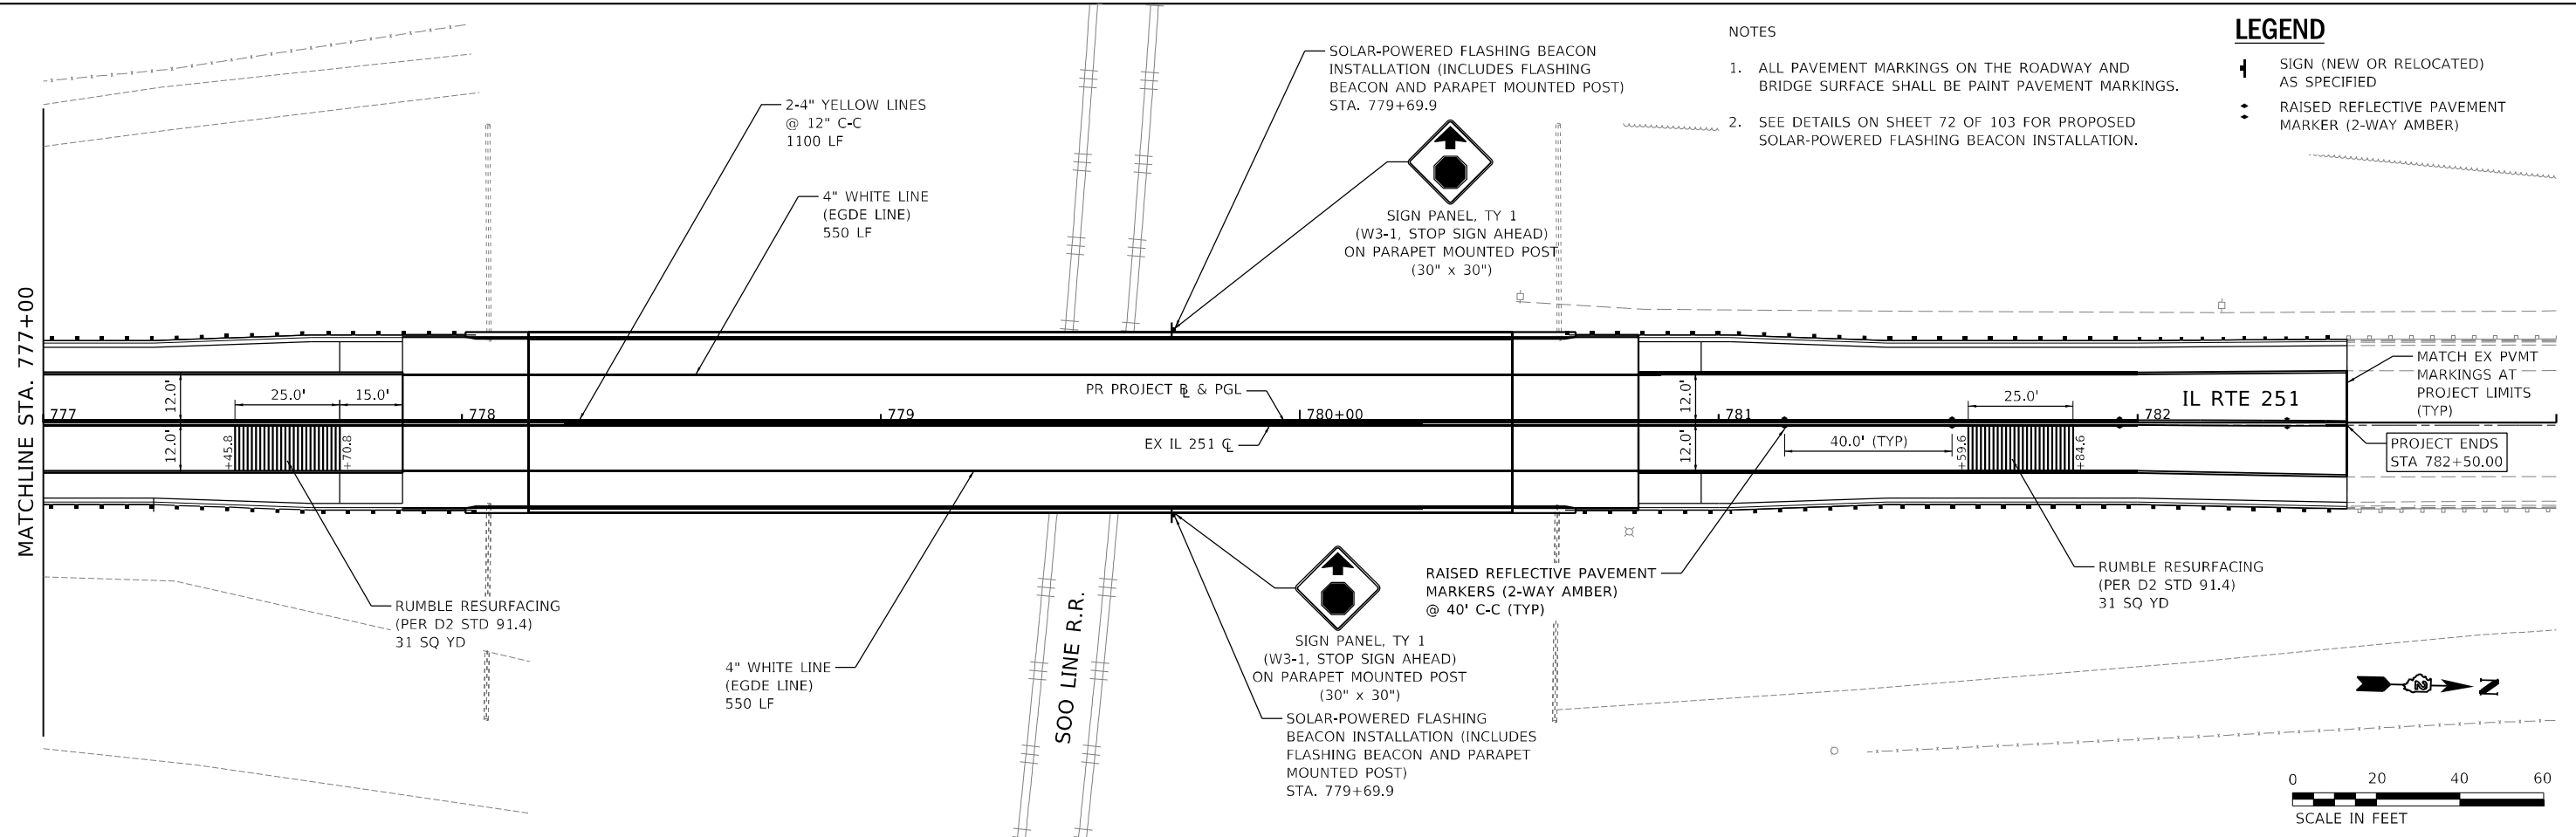 SOLAR-POWERED FLASHING BEACON
INSTALLATION (INCLUDES FLASHING
BEACON AND PARAPET MOUNTED POST)
STA. 779+69.9
NOTES
1. ALL PAVEMENT MARKINGS ON THE ROADWAY AND
BRIDGE SURFACE SHALL BE PAINT PAVEMENT MARKINGS.
2. SEE DETAILS ON SHEET 72 OF 103 FOR PROPOSED
SOLAR-POWERED FLASHING BEACON INSTALLATION.
LEGEND
SIGN (NEW OR RELOCATED)
AS SPECIFIED
RAISED REFLECTIVE PAVEMENT
MARKER (2-WAY AMBER)
2-4" YELLOW LINES
@ 12" C-C
1100 LF
4" WHITE LINE
(EGDE LINE)
550 LF
SIGN PANEL, TY 1
(W3-1, STOP SIGN AHEAD)
ON PARAPET MOUNTED POST
(30" x 30")
MATCHLINE STA. 777+00
12.0'
25.0'
15.0'
777
778
779
780+00
781
782
12.0'
+45.8
+70.8
PR PROJECT ℄ & PGL
EX IL 251 ℄
12.0'
12.0'
40.0' (TYP)
25.0'
+59.6
+84.6
IL RTE 251
MATCH EX PVMT
MARKINGS AT
PROJECT LIMITS
(TYP)
PROJECT ENDS
STA 782+50.00
RUMBLE RESURFACING
(PER D2 STD 91.4)
31 SQ YD
4" WHITE LINE
(EGDE LINE)
550 LF
SOO LINE R.R.
SIGN PANEL, TY 1
(W3-1, STOP SIGN AHEAD)
ON PARAPET MOUNTED POST
(30" x 30")
SOLAR-POWERED FLASHING
BEACON INSTALLATION (INCLUDES
FLASHING BEACON AND PARAPET
MOUNTED POST)
STA. 779+69.9
RAISED REFLECTIVE PAVEMENT
MARKERS (2-WAY AMBER)
@ 40' C-C (TYP)
RUMBLE RESURFACING
(PER D2 STD 91.4)
31 SQ YD
2
N
0 20 40 60
SCALE IN FEET